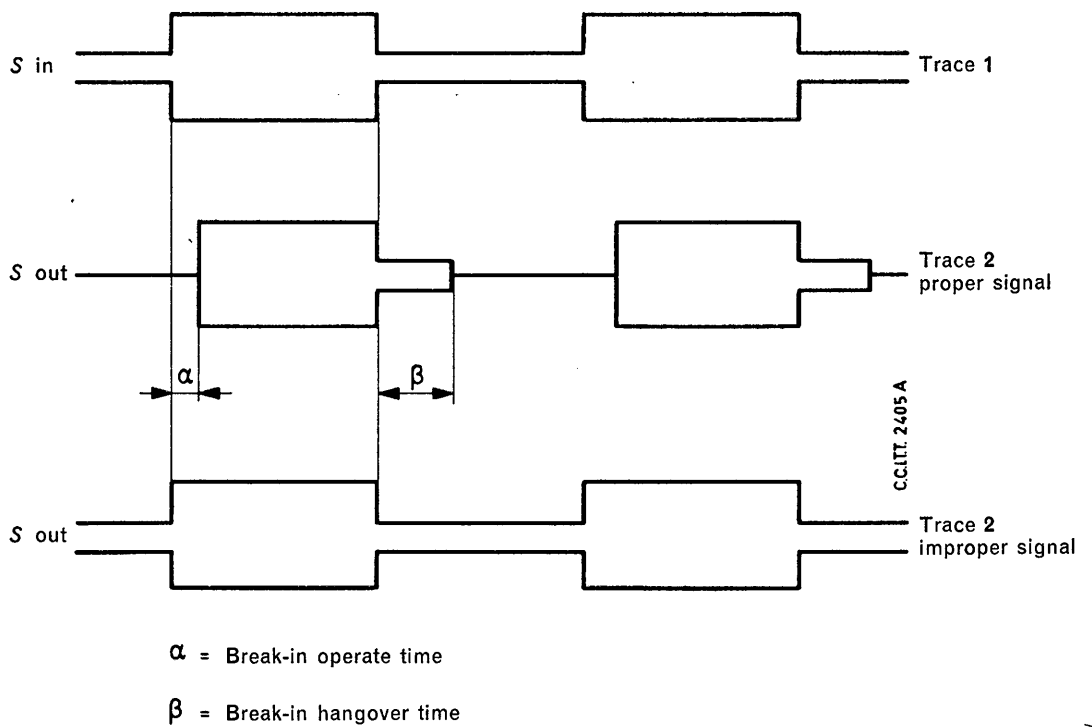 S in
Trace 1
S out
Trace 2
proper signal
α
β
C.C.I.T.T. 2405 A
S out
Trace 2
improper signal
α = Break-in operate time
β = Break-in hangover time